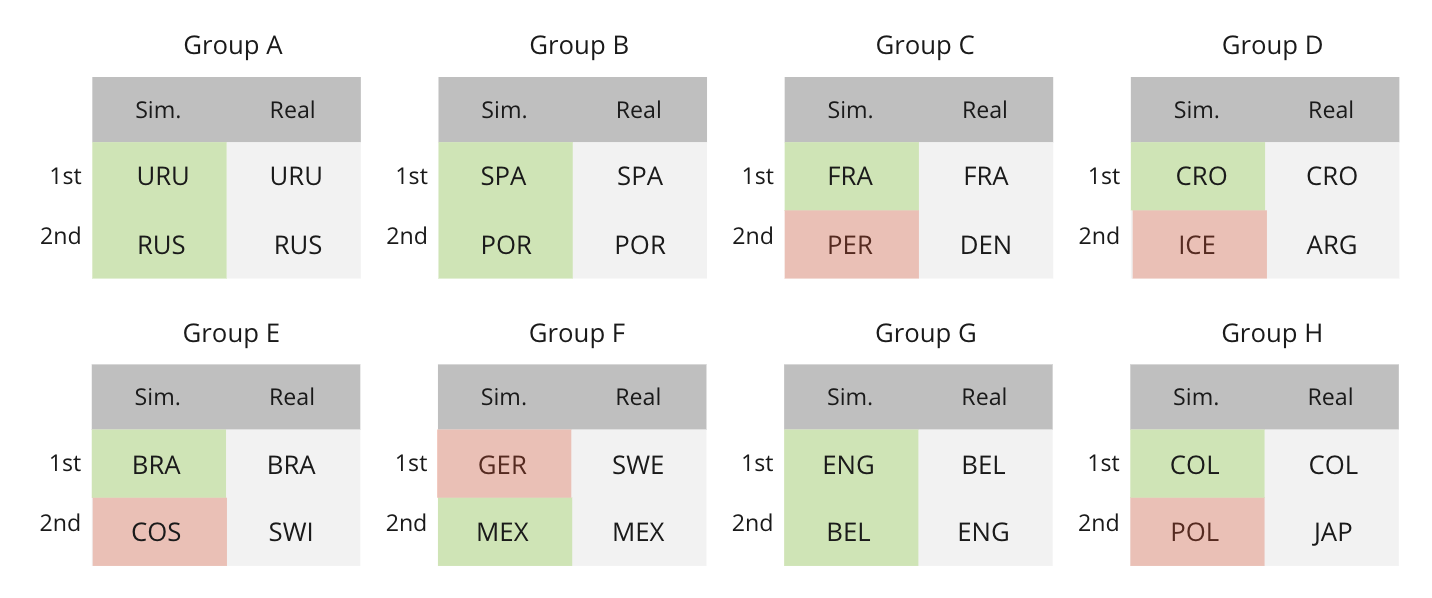 Group A Group B Group C Group D
Sim. Real Sim. Real Sim. Real Sim. Real
1st URU URU 1st SPA SPA 1st FRA FRA 1st CRO CRO
2nd RUS RUS 2nd POR POR 2nd PER DEN 2nd ICE ARG
Group E Group F Group G Group H
Sim. Real Sim. Real Sim. Real Sim. Real
1st BRA BRA 1st GER SWE 1st ENG BEL 1st COL COL
2nd COS SWI 2nd MEX MEX 2nd BEL ENG 2nd POL JAP